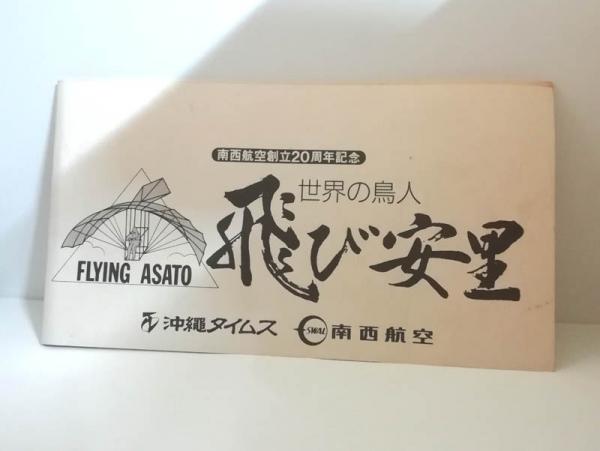 南西航空創立20周年記念
世界の鳥人
飛び安里
FLYING ASATO
沖縄タイムス
SWAL 南西航空